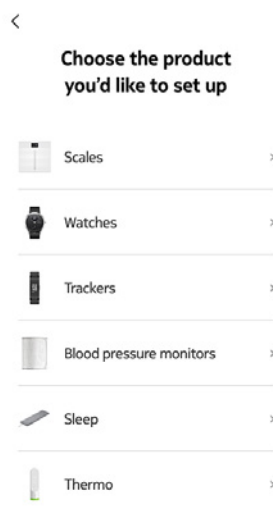 Choose the product
you'd like to set up
Scales
Watches
Trackers
Blood pressure monitors
Sleep
Thermo